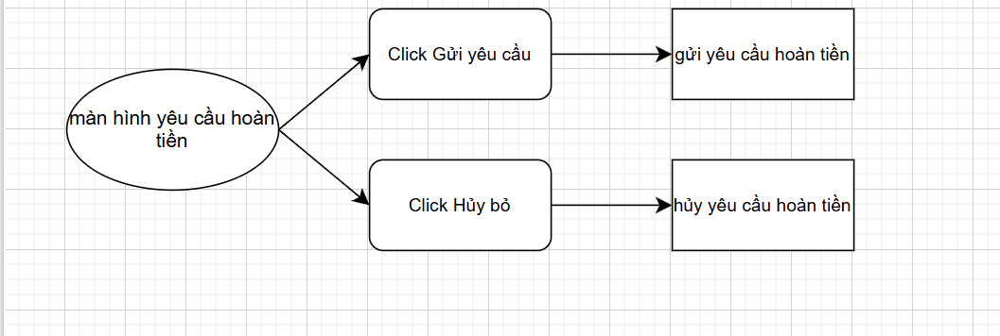 Click Gửi yêu cầu
gửi yêu cầu hoàn tiền
màn hình yêu cầu hoàn
tiền
Click Hủy bỏ
hủy yêu cầu hoàn tiền